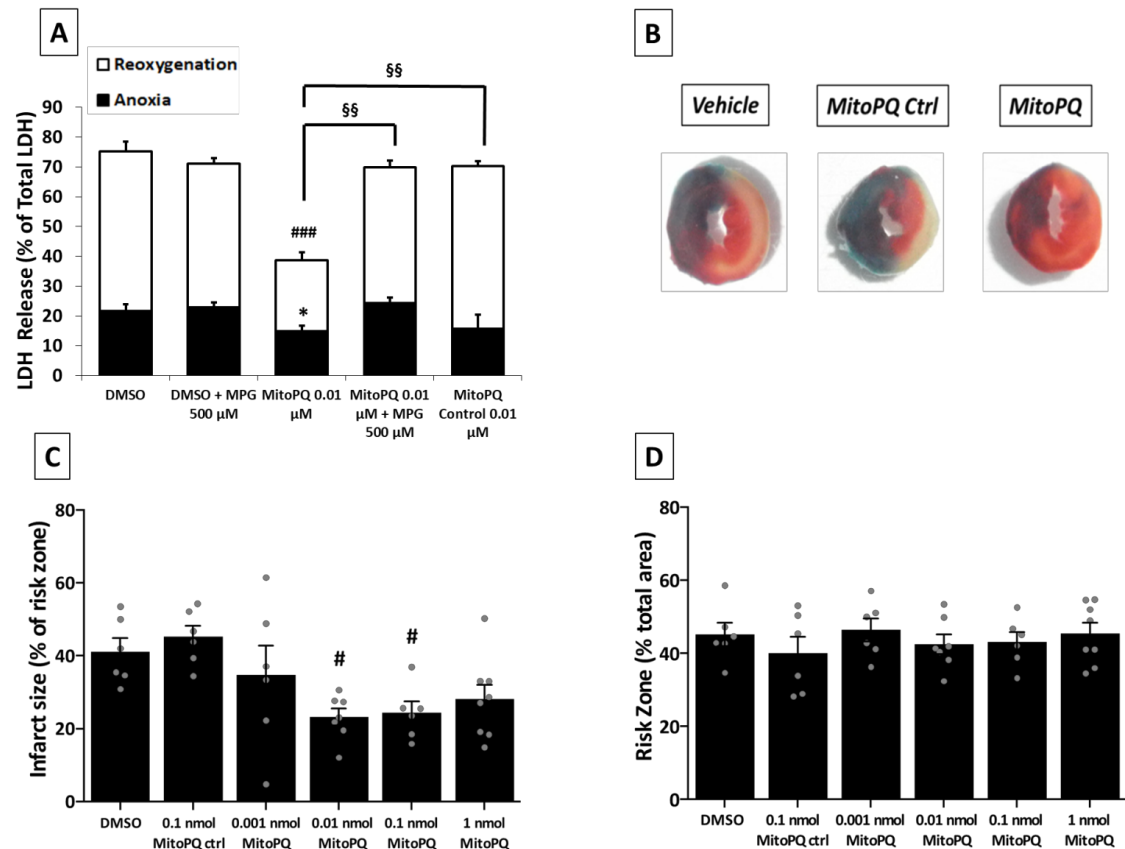 A
Reoxygenation
Anoxia
§§
§§
###
*
LDH Release (% of Total LDH)
90
80
70
60
50
40
30
20
10
0
DMSO
DMSO + MPG
500 µM
MitoPQ 0.01
µM
MitoPQ 0.01
µM + MPG
500 µM
MitoPQ
Control 0.01
µM
B
Vehicle
MitoPQ Ctrl
MitoPQ
C
Infarct size (% of risk zone)
80
60
40
20
0
#
#
DMSO
0.1 nmol
MitoPQ ctrl
0.001 nmol
MitoPQ
0.01 nmol
MitoPQ
0.1 nmol
MitoPQ
1 nmol
MitoPQ
D
Risk Zone (% total area)
80
60
40
20
0
DMSO
0.1 nmol
MitoPQ ctrl
0.001 nmol
MitoPQ
0.01 nmol
MitoPQ
0.1 nmol
MitoPQ
1 nmol
MitoPQ